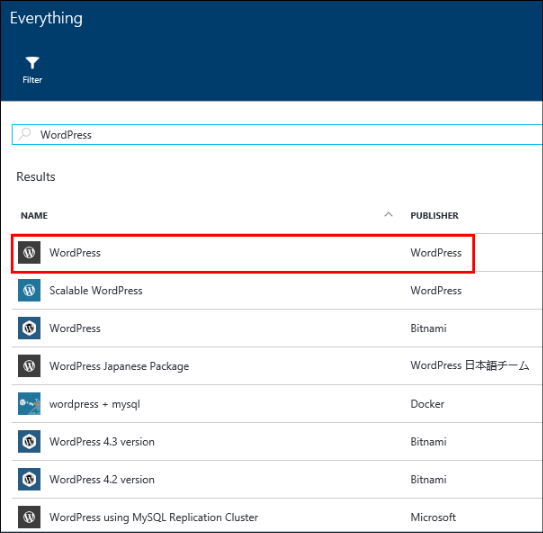 Everything
Filter
WordPress
Results
NAME PUBLISHER
WordPress WordPress
Scalable WordPress WordPress
WordPress Bitnami
WordPress Japanese Package WordPress 日本語チーム
wordpress + mysql Docker
WordPress 4.3 version Bitnami
WordPress 4.2 version Bitnami
WordPress using MySQL Replication Cluster Microsoft